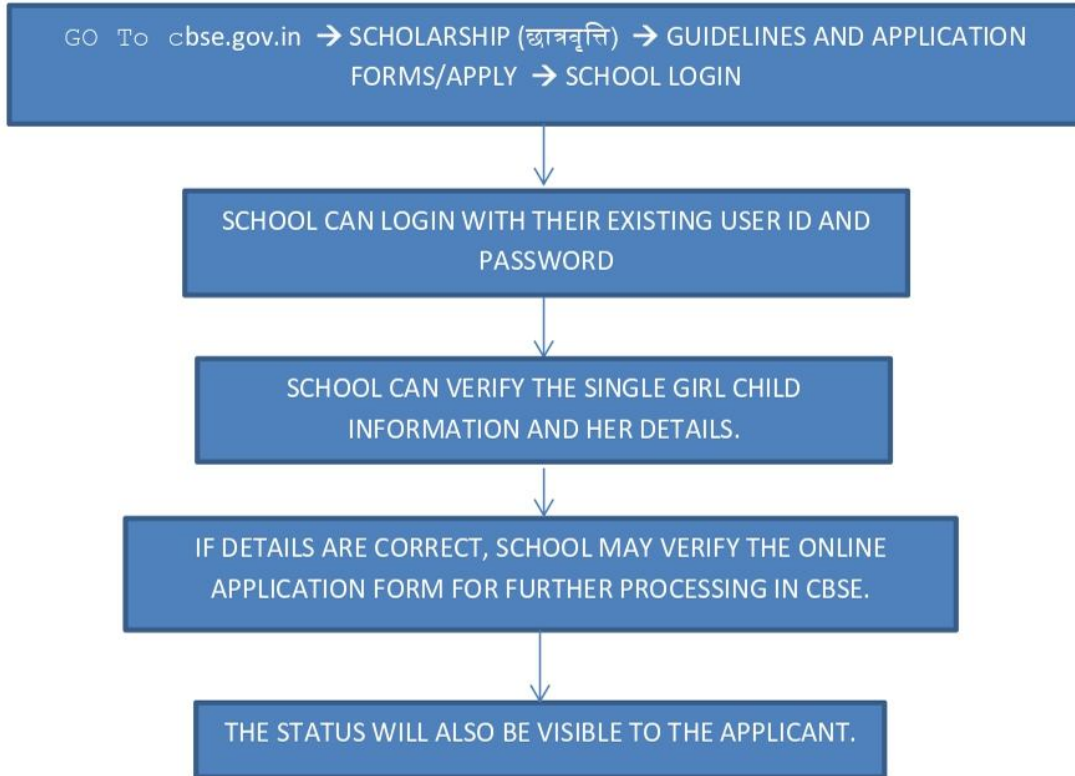 GO To cbse.gov.in → SCHOLARSHIP (छात्रवृत्ति) → GUIDELINES AND APPLICATION
FORMS/APPLY → SCHOOL LOGIN
SCHOOL CAN LOGIN WITH THEIR EXISTING USER ID AND
PASSWORD
SCHOOL CAN VERIFY THE SINGLE GIRL CHILD
INFORMATION AND HER DETAILS.
IF DETAILS ARE CORRECT, SCHOOL MAY VERIFY THE ONLINE
APPLICATION FORM FOR FURTHER PROCESSING IN CBSE.
THE STATUS WILL ALSO BE VISIBLE TO THE APPLICANT.